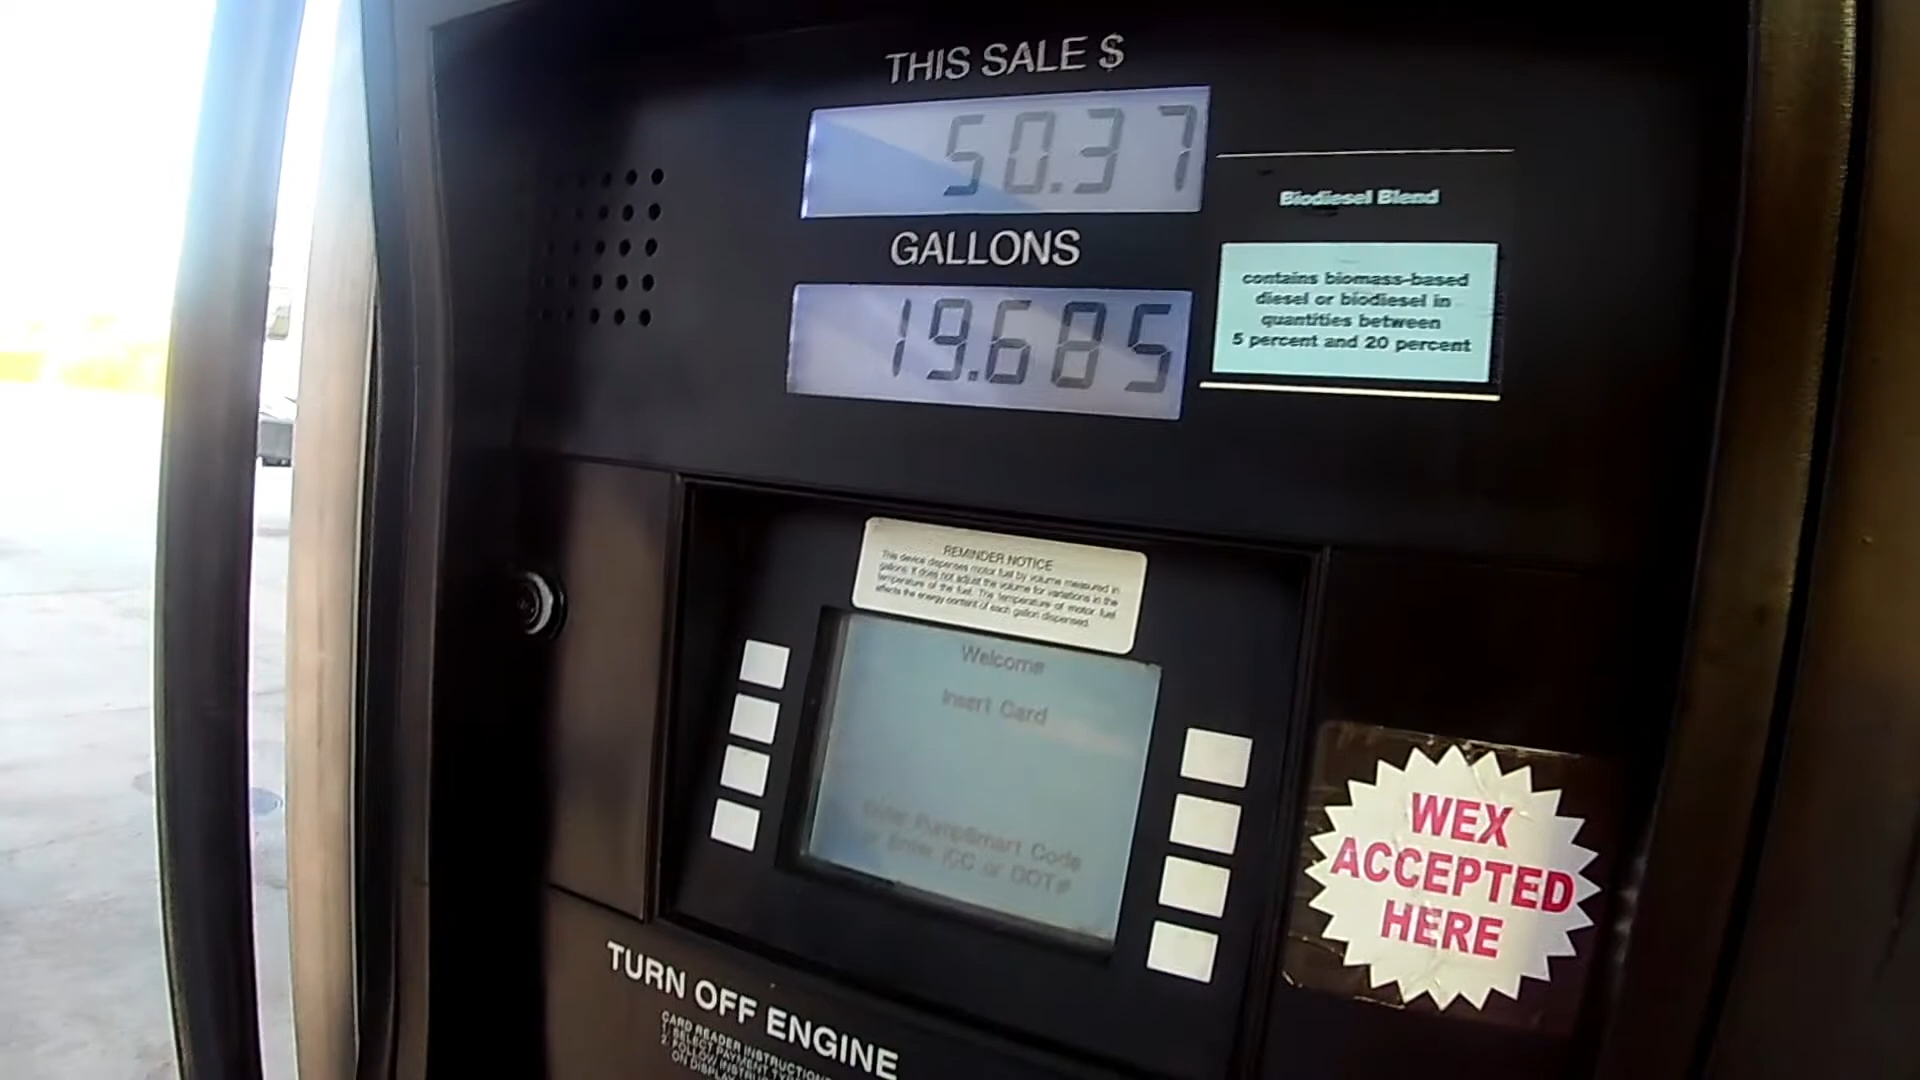 THIS SALE $
50.37
GALLONS
19.685
Biodiesel Blend
contains biomass-based
diesel or biodiesel in
quantities between
5 percent and 20 percent
REMINDER NOTICE
This device dispenses motor fuel by volume measured in
gallons. It does not adjust the volume for variations in the
temperature of the fuel. The temperature of motor fuel
affects the energy content of each gallon dispensed.
Welcome
Insert Card
Enter PumpSmart Code
or Enter ICC or DOT#
WEX
ACCEPTED
HERE
TURN OFF ENGINE
CARD READER INSTRUCTIONS
1. SELECT PAYMENT
2. FOLLOW
ON DISPLAY